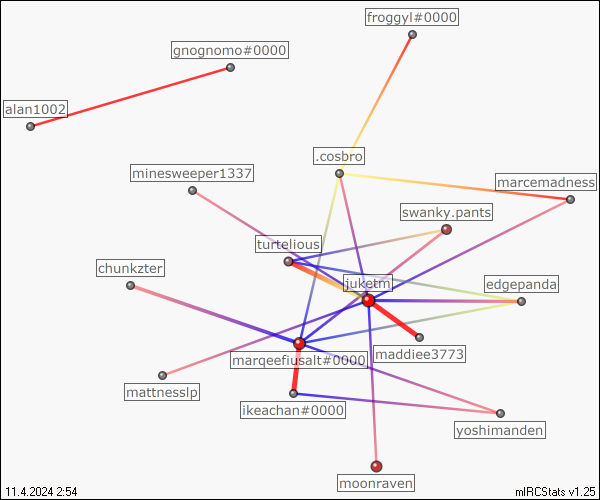 froggyl#0000
gnognomo#0000
alan1002
.cosbro
minesweeper1337
marcemadness
swanky.pants
turtelious
chunkzter
juketm
edgepanda
maddiee3773
marqeefiusalt#0000
mattnesslp
ikeachan#0000
yoshimanden
moonraven
11.4.2024 2:54
mIRCStats v1.25